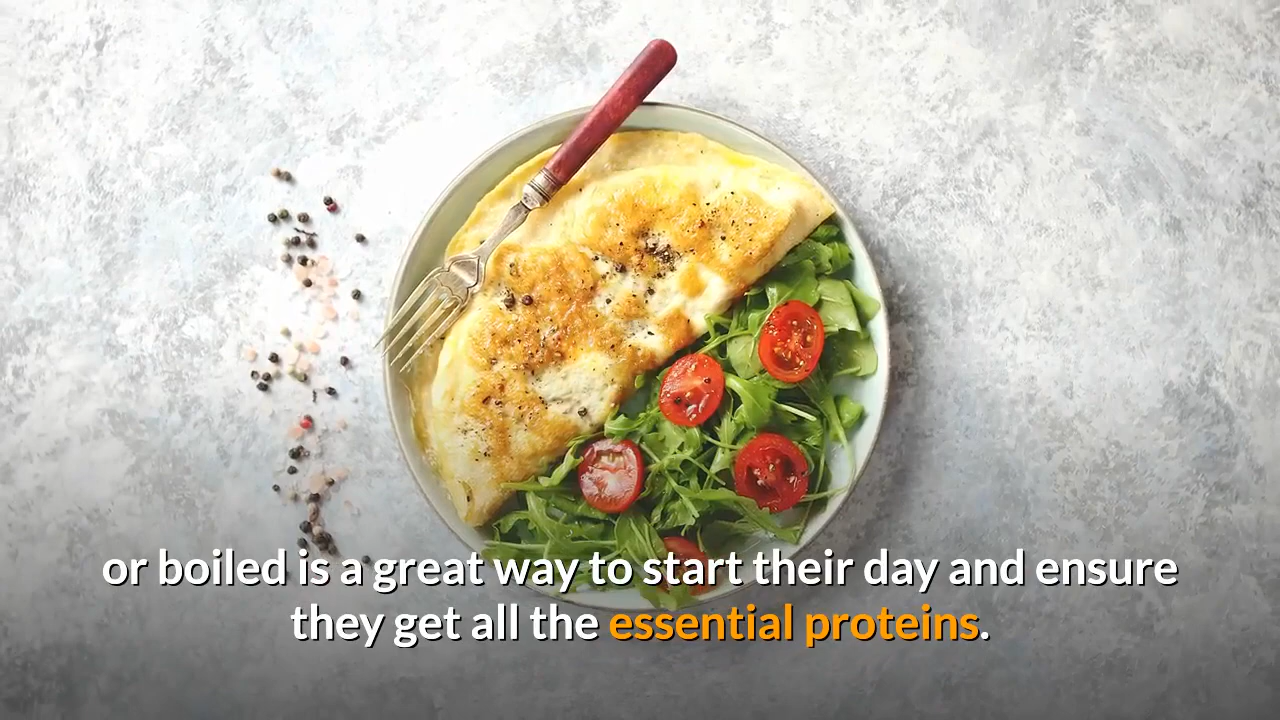 or boiled is a great way to start their day and ensure
they get all the essential proteins.